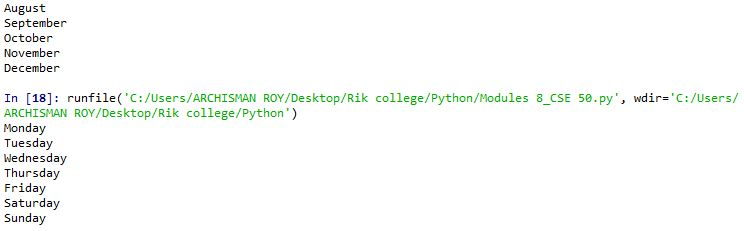 August
September
October
November
December
In [18]: runfile('C:/Users/ARCHISMAN ROY/Desktop/Rik college/Python/Modules 8_CSE 50.py', wdir='C:/Users/
ARCHISMAN ROY/Desktop/Rik college/Python')
Monday
Tuesday
Wednesday
Thursday
Friday
Saturday
Sunday